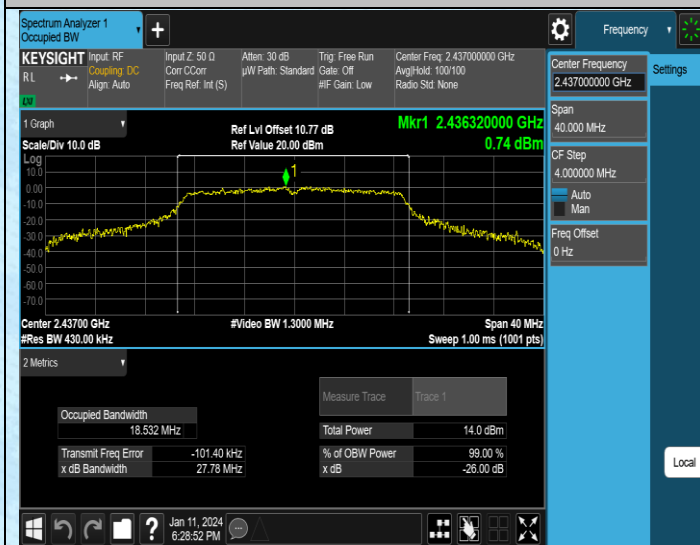 Spectrum Analyzer 1
Occupied BW
Frequency
KEYSIGHT
RL
LXI
Input: RF
Coupling: DC
Align: Auto
Input Z: 50 Ω
Corr CCorr
Freq Ref: Int (S)
Atten: 30 dB
µW Path: Standard
Trig: Free Run
Gate: Off
#IF Gain: Low
Center Freq: 2.437000000 GHz
Avg|Hold: 100/100
Radio Std: None
Center Frequency
2.437000000 GHz
Settings
Span
40.000 MHz
CF Step
4.000000 MHz
Auto
Man
Freq Offset
0 Hz
1 Graph
Scale/Div 10.0 dB
Ref Lvl Offset 10.77 dB
Ref Value 20.00 dBm
Mkr1 2.436320000 GHz
0.74 dBm
Log
10.0
0.00
-10.0
-20.0
-30.0
-40.0
-50.0
-60.0
-70.0
1
Center 2.43700 GHz
#Video BW 1.3000 MHz
Span 40 MHz
#Res BW 430.00 kHz
Sweep 1.00 ms (1001 pts)
2 Metrics
Measure Trace
Trace 1
Occupied Bandwidth
18.532 MHz
Total Power
14.0 dBm
Transmit Freq Error
-101.40 kHz
% of OBW Power
99.00 %
x dB Bandwidth
27.78 MHz
x dB
-26.00 dB
Local
?
Jan 11, 2024
6:28:52 PM